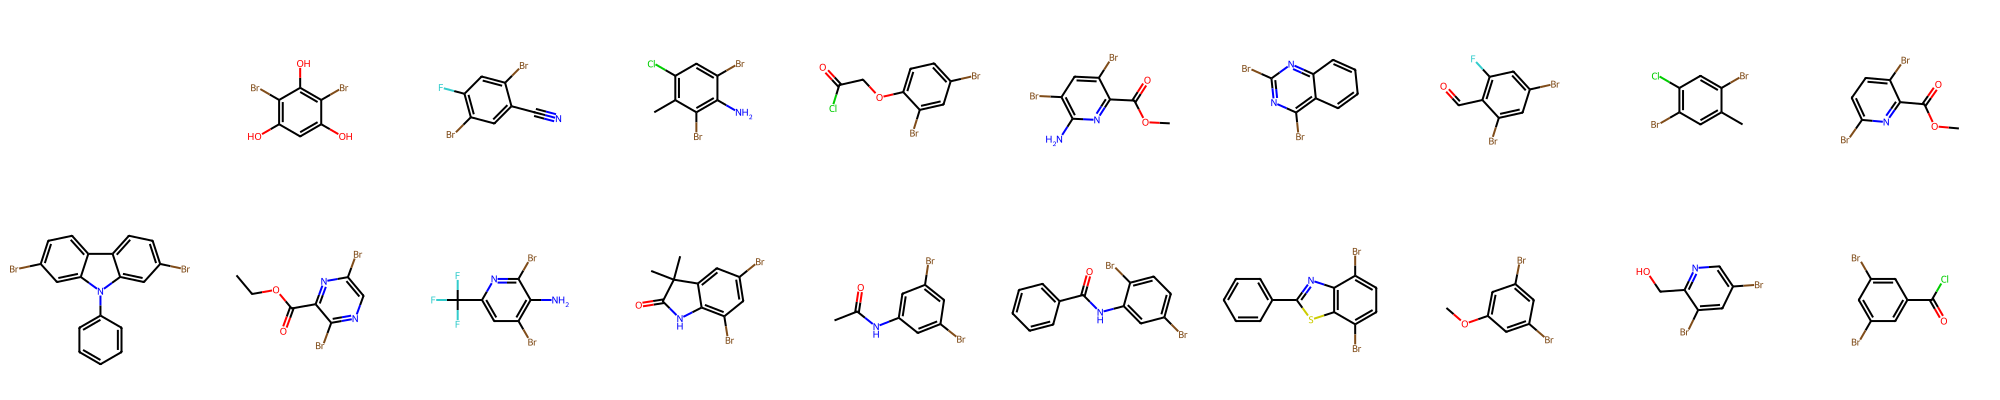 OH Br Br HO OH
F Br Br N
Cl Br NH2 Br Me
O Cl O Br Br
Br Br O O N H2N
Br N N Br
F O Br Br
Cl Br Br
Br O O N Br
Br Br N
O O N Br N Br
F F F N Br NH2 Br
O N H Br Br
O N H Br Br
O N H Br Br
N S Br Br
O Br Br
HO N Br Br
Br Br Cl O